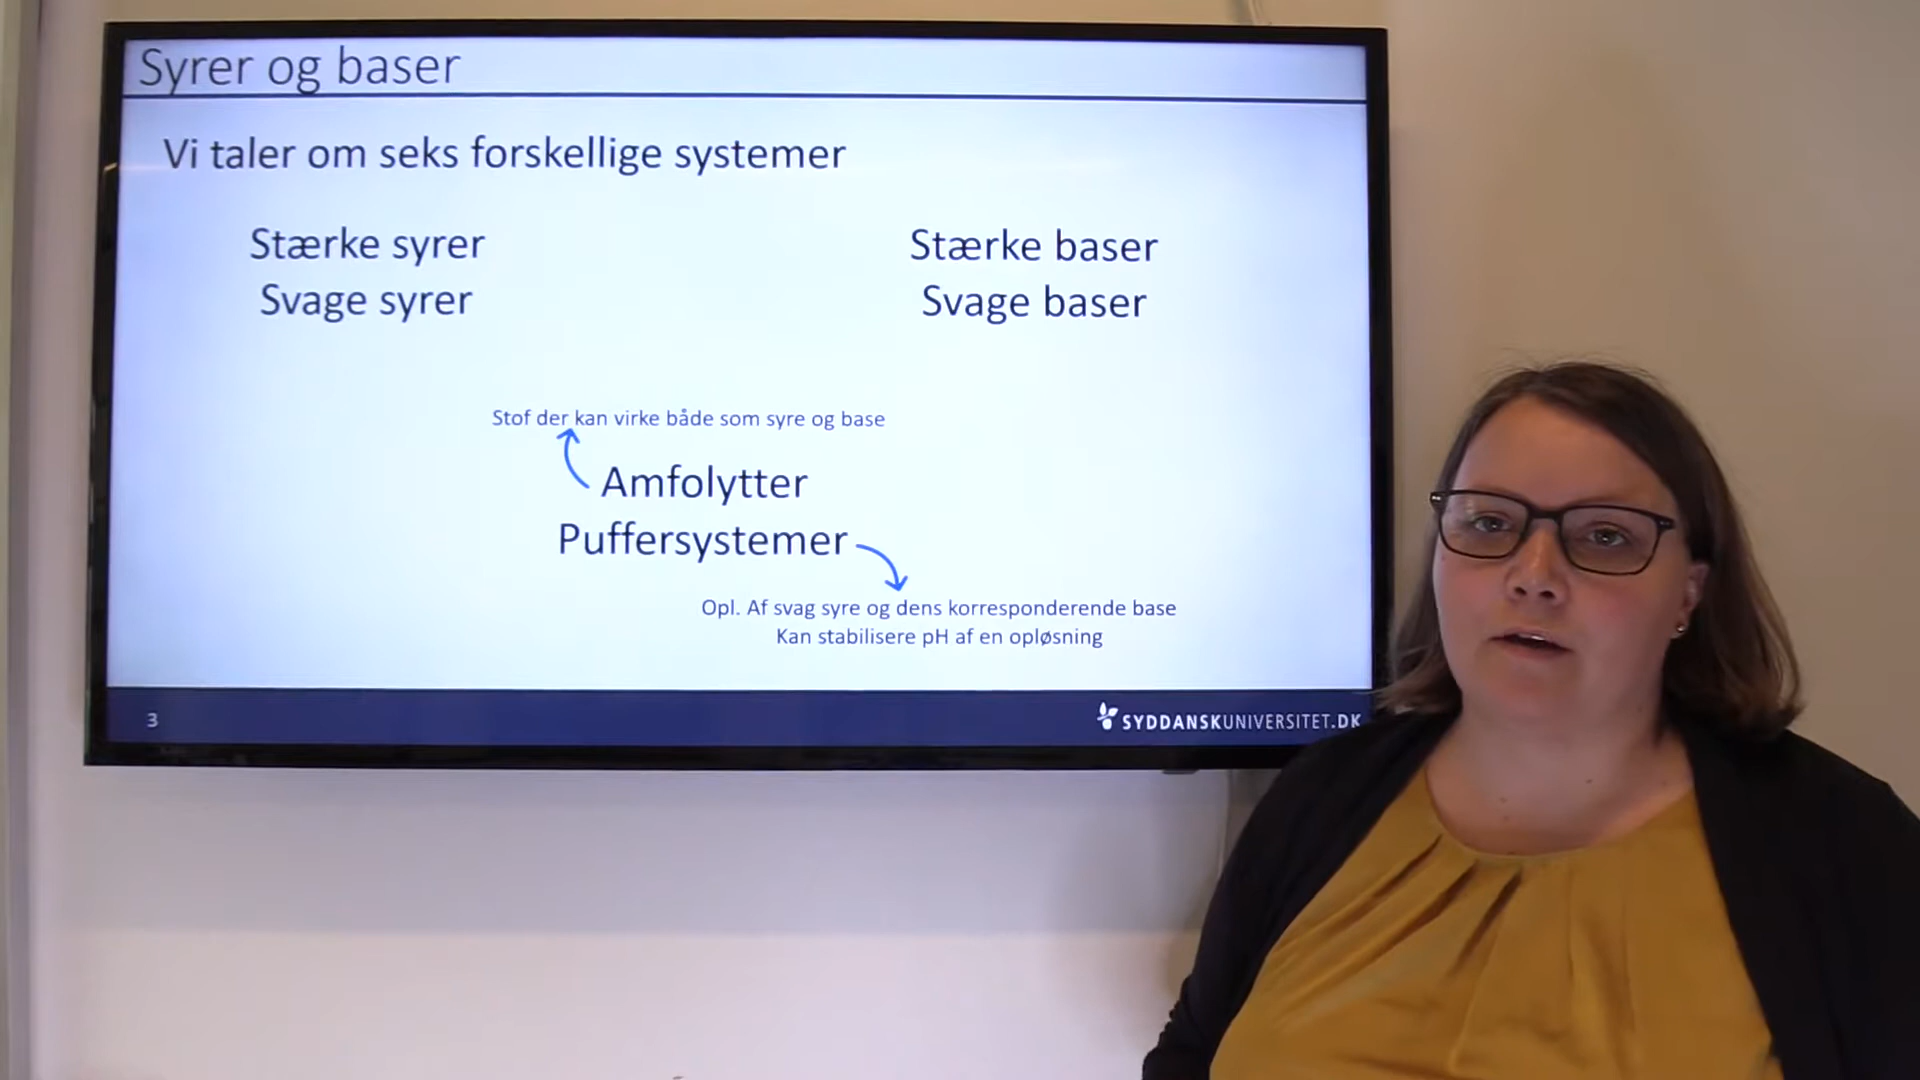 Syrer og baser
Vi taler om seks forskellige systemer
Stærke syrer
Svage syrer
Stærke baser
Svage baser
Stof der kan virke både som syre og base
Amfolytter
Puffersystemer
Opl. Af svag syre og dens korresponderende base
Kan stabilisere pH af en opløsning
3
SYDDANSKUNIVERSITET.DK